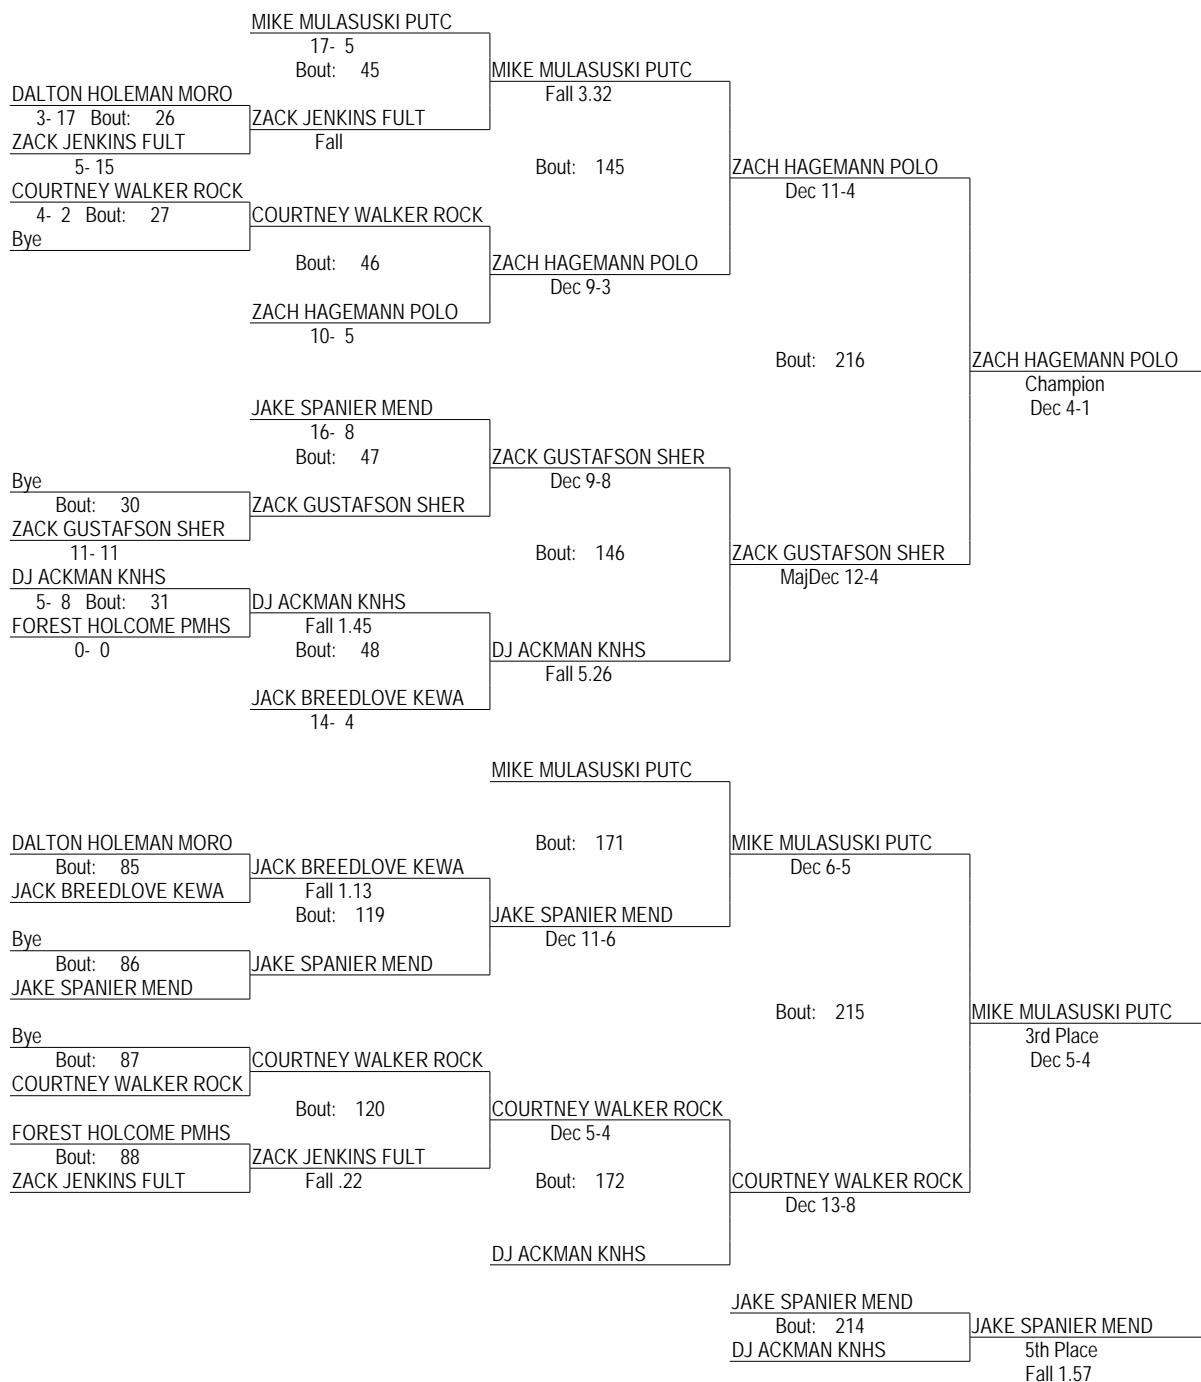 MIKE MULASUSKI PUTC
17- 5
Bout: 45
MIKE MULASUSKI PUTC
Fall 3.32
DALTON HOLEMAN MORO
3- 17 Bout: 26
ZACK JENKINS FULT
Fall
ZACK JENKINS FULT
5- 15
Bout: 145
ZACH HAGEMANN POLO
Dec 11-4
COURTNEY WALKER ROCK
4- 2 Bout: 27
COURTNEY WALKER ROCK
Bye
Bout: 46
ZACH HAGEMANN POLO
Dec 9-3
ZACH HAGEMANN POLO
10- 5
Bout: 216
ZACH HAGEMANN POLO
Champion
Dec 4-1
JAKE SPANIER MEND
16- 8
Bout: 47
ZACK GUSTAFSON SHER
Dec 9-8
Bye
Bout: 30
ZACK GUSTAFSON SHER
ZACK GUSTAFSON SHER
11- 11
Bout: 146
ZACK GUSTAFSON SHER
MajDec 12-4
DJ ACKMAN KNHS
5- 8 Bout: 31
DJ ACKMAN KNHS
Fall 1.45
FOREST HOLCOME PMHS
0- 0
Bout: 48
DJ ACKMAN KNHS
Fall 5.26
JACK BREEDLOVE KEWA
14- 4
MIKE MULASUSKI PUTC
Bout: 171
MIKE MULASUSKI PUTC
Dec 6-5
DALTON HOLEMAN MORO
Bout: 85
JACK BREEDLOVE KEWA
Fall 1.13
JACK BREEDLOVE KEWA
Bout: 119
JAKE SPANIER MEND
Dec 11-6
Bye
Bout: 86
JAKE SPANIER MEND
JAKE SPANIER MEND
Bout: 215
MIKE MULASUSKI PUTC
3rd Place
Dec 5-4
Bye
Bout: 87
COURTNEY WALKER ROCK
COURTNEY WALKER ROCK
Bout: 120
COURTNEY WALKER ROCK
Dec 5-4
FOREST HOLCOME PMHS
Bout: 88
ZACK JENKINS FULT
Fall .22
ZACK JENKINS FULT
Bout: 172
COURTNEY WALKER ROCK
Dec 13-8
DJ ACKMAN KNHS
JAKE SPANIER MEND
Bout: 214
JAKE SPANIER MEND
DJ ACKMAN KNHS
5th Place
Fall 1.57